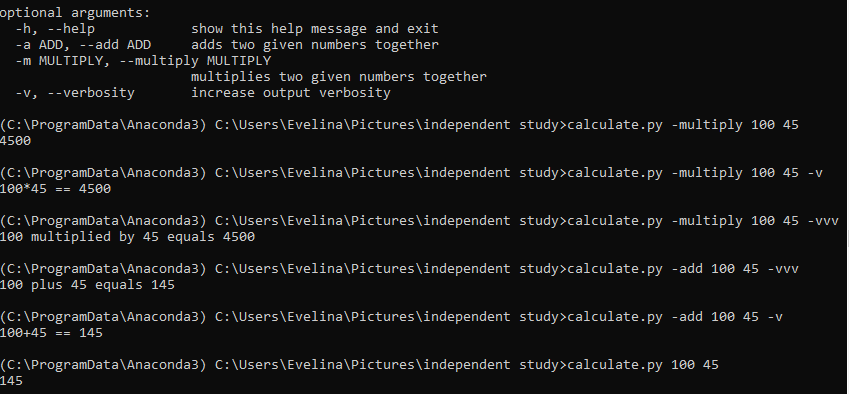 optional arguments:
  -h, --help            show this help message and exit
  -a ADD, --add ADD     adds two given numbers together
  -m MULTIPLY, --multiply MULTIPLY
                        multiplies two given numbers together
  -v, --verbosity       increase output verbosity
(C:\ProgramData\Anaconda3) C:\Users\Evelina\Pictures\independent study>calculate.py -multiply 100 45
4500
(C:\ProgramData\Anaconda3) C:\Users\Evelina\Pictures\independent study>calculate.py -multiply 100 45 -v
100*45 == 4500
(C:\ProgramData\Anaconda3) C:\Users\Evelina\Pictures\independent study>calculate.py -multiply 100 45 -vvv
100 multiplied by 45 equals 4500
(C:\ProgramData\Anaconda3) C:\Users\Evelina\Pictures\independent study>calculate.py -add 100 45 -vvv
100 plus 45 equals 145
(C:\ProgramData\Anaconda3) C:\Users\Evelina\Pictures\independent study>calculate.py -add 100 45 -v
100+45 == 145
(C:\ProgramData\Anaconda3) C:\Users\Evelina\Pictures\independent study>calculate.py 100 45
145